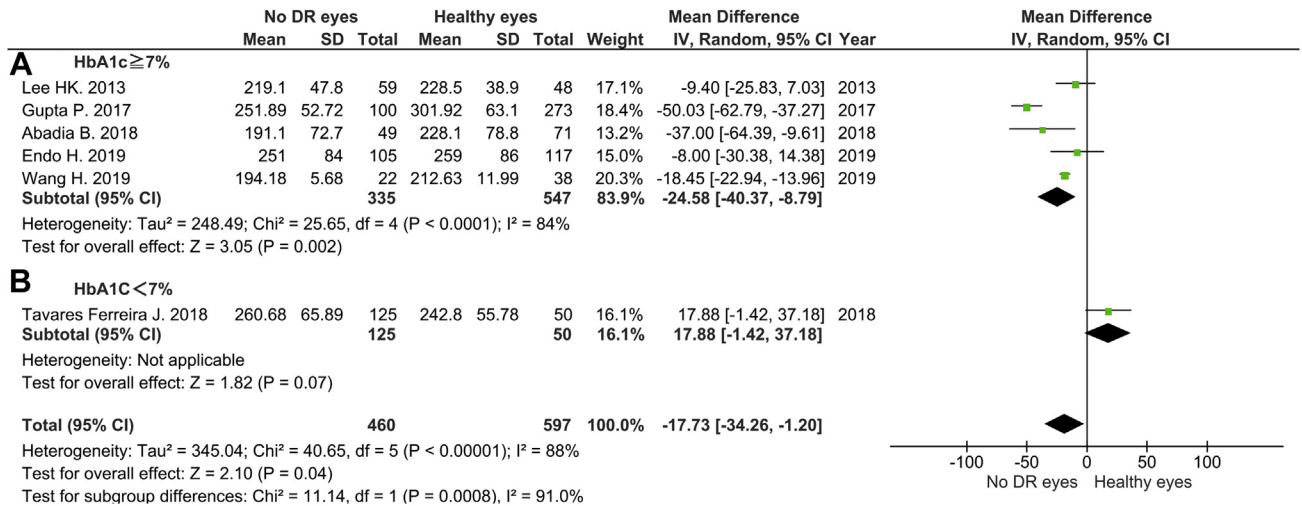 No DR eyes Healthy eyes Mean Difference Mean Difference
Mean SD Total Mean SD Total Weight IV, Random, 95% CI Year IV, Random, 95% CI
A HbA1c≧7%
Lee HK. 2013 219.1 47.8 59 228.5 38.9 48 17.1% -9.40 [-25.83, 7.03] 2013
Gupta P. 2017 251.89 52.72 100 301.92 63.1 273 18.4% -50.03 [-62.79, -37.27] 2017
Abadia B. 2018 191.1 72.7 49 228.1 78.8 71 13.2% -37.00 [-64.39, -9.61] 2018
Endo H. 2019 251 84 105 259 86 117 15.0% -8.00 [-30.38, 14.38] 2019
Wang H. 2019 194.18 5.68 22 212.63 11.99 38 20.3% -18.45 [-22.94, -13.96] 2019
Subtotal (95% CI) 335 547 83.9% -24.58 [-40.37, -8.79]
Heterogeneity: Tau² = 248.49; Chi² = 25.65, df = 4 (P < 0.0001); I² = 84%
Test for overall effect: Z = 3.05 (P = 0.002)
B HbA1C<7%
Tavares Ferreira J. 2018 260.68 65.89 125 242.8 55.78 50 16.1% 17.88 [-1.42, 37.18] 2018
Subtotal (95% CI) 125 50 16.1% 17.88 [-1.42, 37.18]
Heterogeneity: Not applicable
Test for overall effect: Z = 1.82 (P = 0.07)
Total (95% CI) 460 597 100.0% -17.73 [-34.26, -1.20]
Heterogeneity: Tau² = 345.04; Chi² = 40.65, df = 5 (P < 0.00001); I² = 88%
Test for overall effect: Z = 2.10 (P = 0.04)
Test for subgroup differences: Chi² = 11.14, df = 1 (P = 0.0008), I² = 91.0%
-100 -50 0 50 100
No DR eyes Healthy eyes